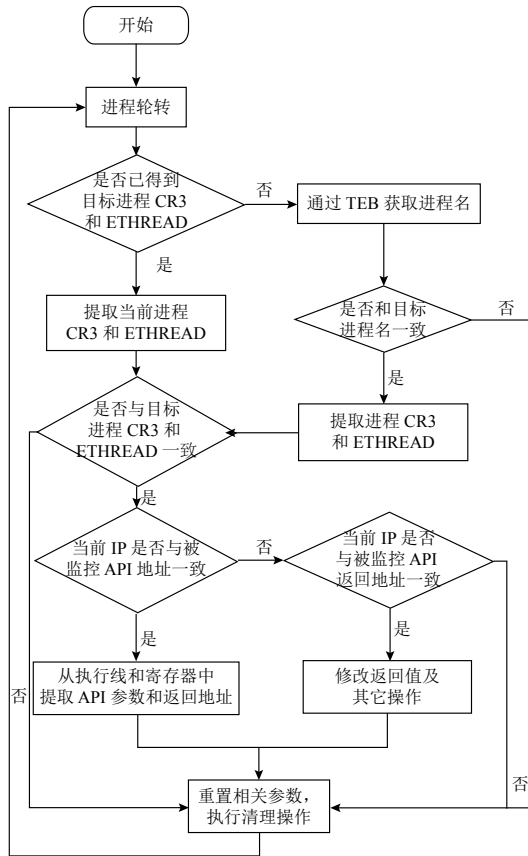 开始
进程轮转
是否已得到
目标进程 CR3
和 ETHREAD
否
通过 TEB 获取进程名
是
提取当前进程
CR3 和 ETHREAD
是否和目标
进程名一致
否
是
是否与目标
进程 CR3 和
ETHREAD 一致
提取进程 CR3
和 ETHREAD
是
当前 IP 是否与被
监控 API 地址一致
否
当前 IP 是否
与被监控 API
返回地址一致
否
是
是
从执行线和寄存器中
提取 API 参数和返回地址
修改返回值及
其它操作
否
重置相关参数，
执行清理操作
否